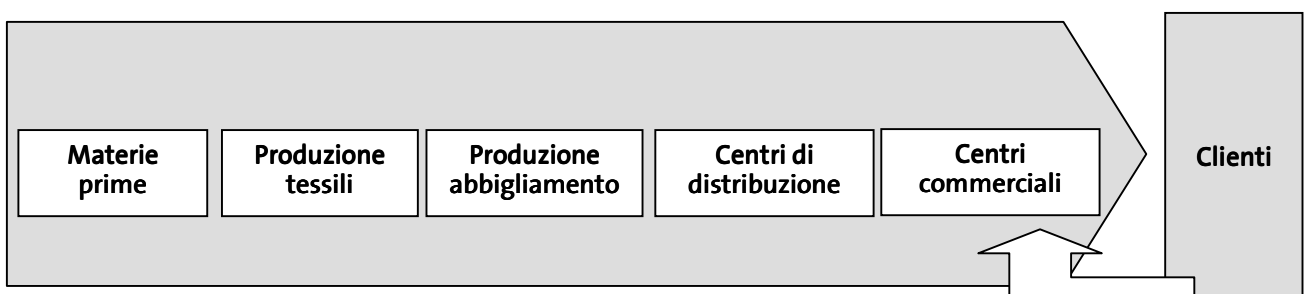 Materie
prime
Produzione
tessili
Produzione
abbigliamento
Centri di
distribuzione
Centri
commerciali
Clienti